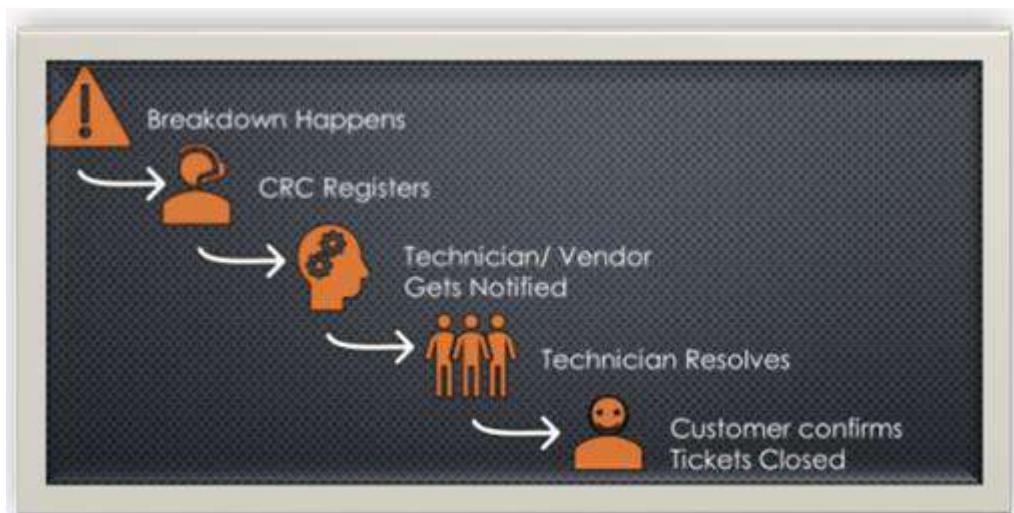 Breakdown Happens
CRC Registers
Technician/ Vendor
Gets Notified
Technician Resolves
Customer confirms
Tickets Closed